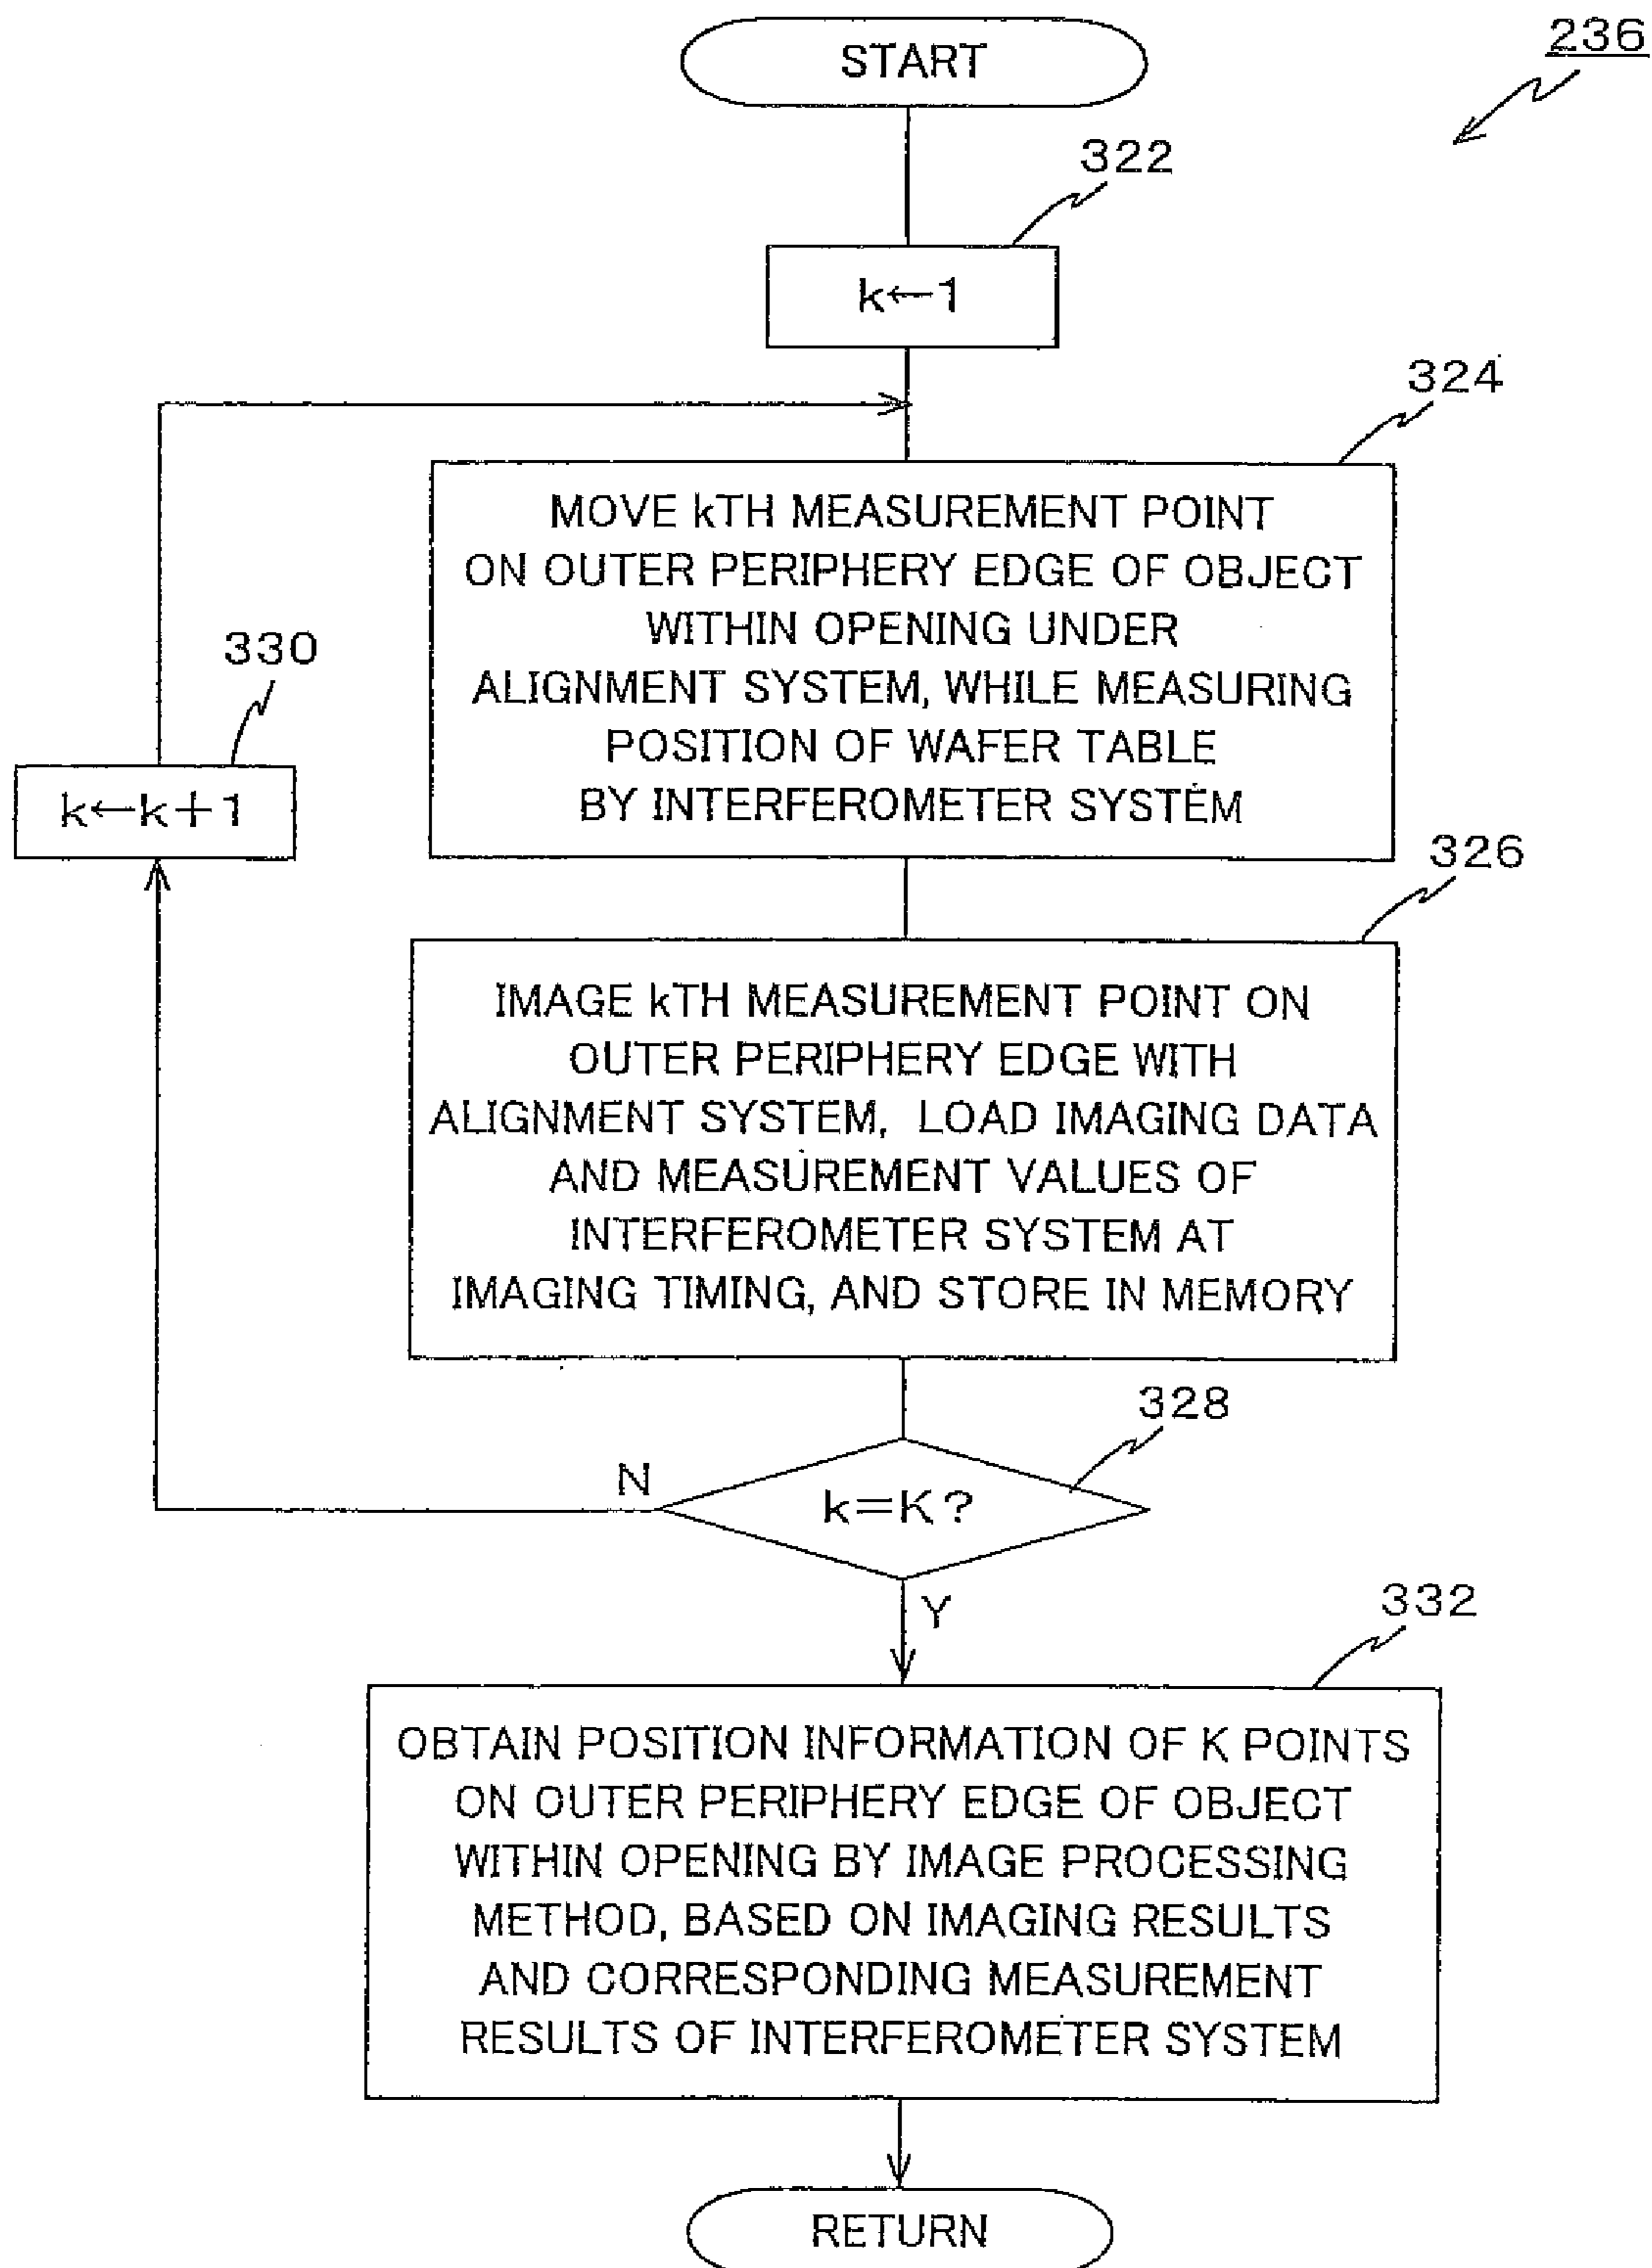 START
236
322
k←1
324
MOVE kTH MEASUREMENT POINT
ON OUTER PERIPHERY EDGE OF OBJECT
WITHIN OPENING UNDER
ALIGNMENT SYSTEM, WHILE MEASURING
POSITION OF WAFER TABLE
BY INTERFEROMETER SYSTEM
330
k←k+1
326
IMAGE kTH MEASUREMENT POINT ON
OUTER PERIPHERY EDGE WITH
ALIGNMENT SYSTEM, LOAD IMAGING DATA
AND MEASUREMENT VALUES OF
INTERFEROMETER SYSTEM AT
IMAGING TIMING, AND STORE IN MEMORY
328
N
k=K?
Y
332
OBTAIN POSITION INFORMATION OF K POINTS
ON OUTER PERIPHERY EDGE OF OBJECT
WITHIN OPENING BY IMAGE PROCESSING
METHOD, BASED ON IMAGING RESULTS
AND CORRESPONDING MEASUREMENT
RESULTS OF INTERFEROMETER SYSTEM
RETURN